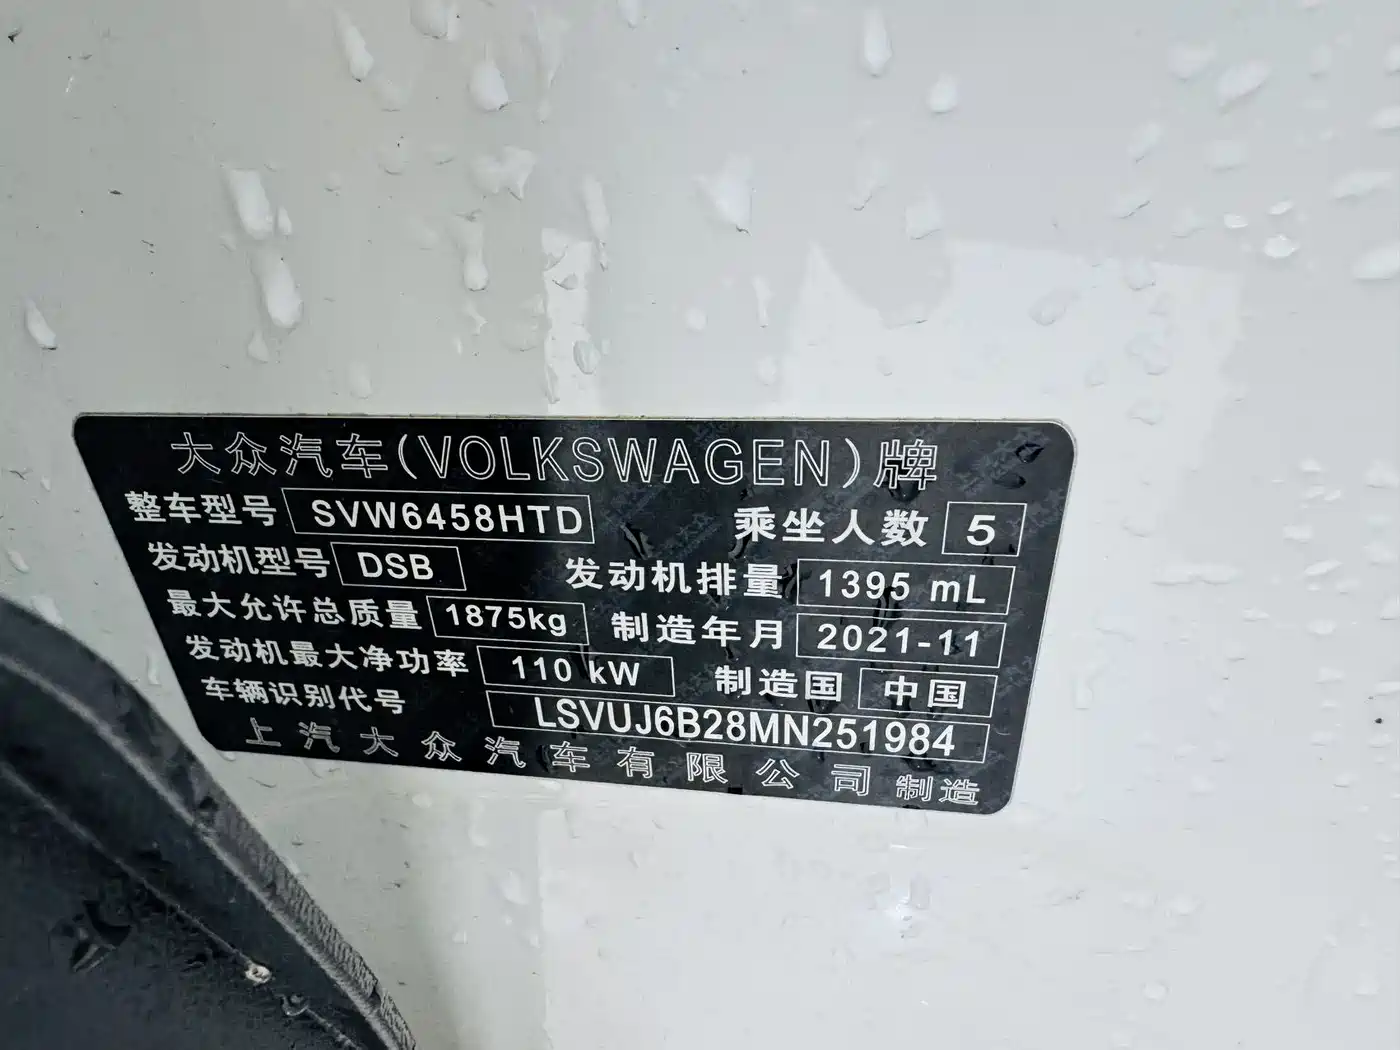 大众汽车(VOLKSWAGEN)牌
整车型号 SVW6458HTD 乘坐人数 5
发动机型号 DSB 发动机排量 1395 mL
最大允许总质量 1875kg 制造年月 2021-11
发动机最大净功率 110 kW 制造国 中国
车辆识别代号 LSVUJ6B28MN251984
上汽大众汽车有限公司制造